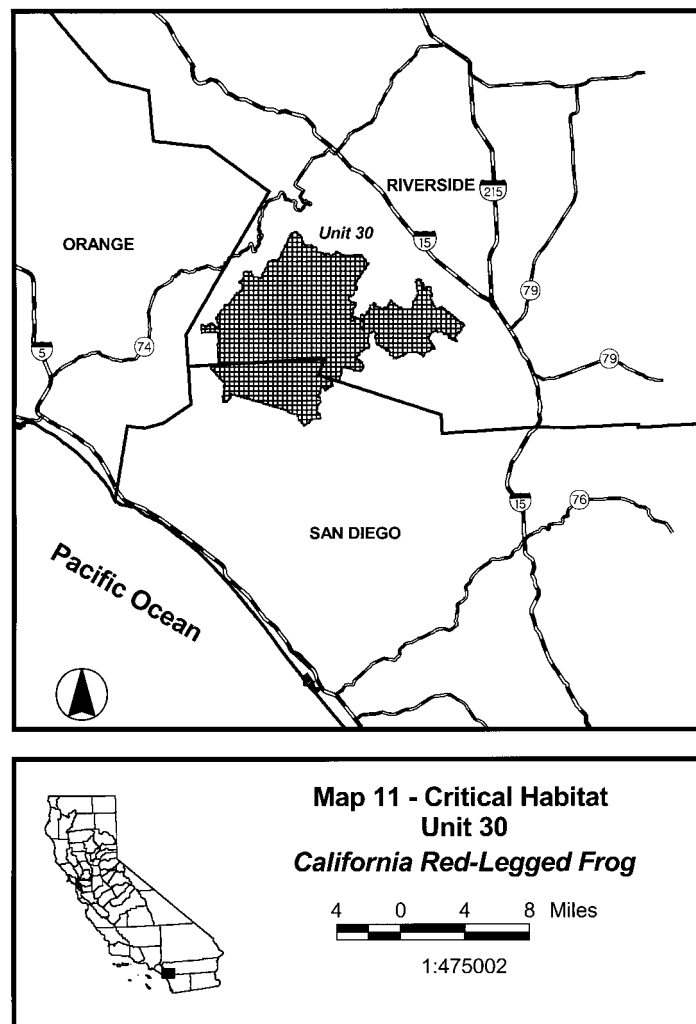 RIVERSIDE
215
Unit 30
15
ORANGE
79
5
74
79
15
76
SAN DIEGO
Pacific Ocean
Map 11 - Critical Habitat
Unit 30
California Red-Legged Frog
4 0 4 8 Miles
1:475002